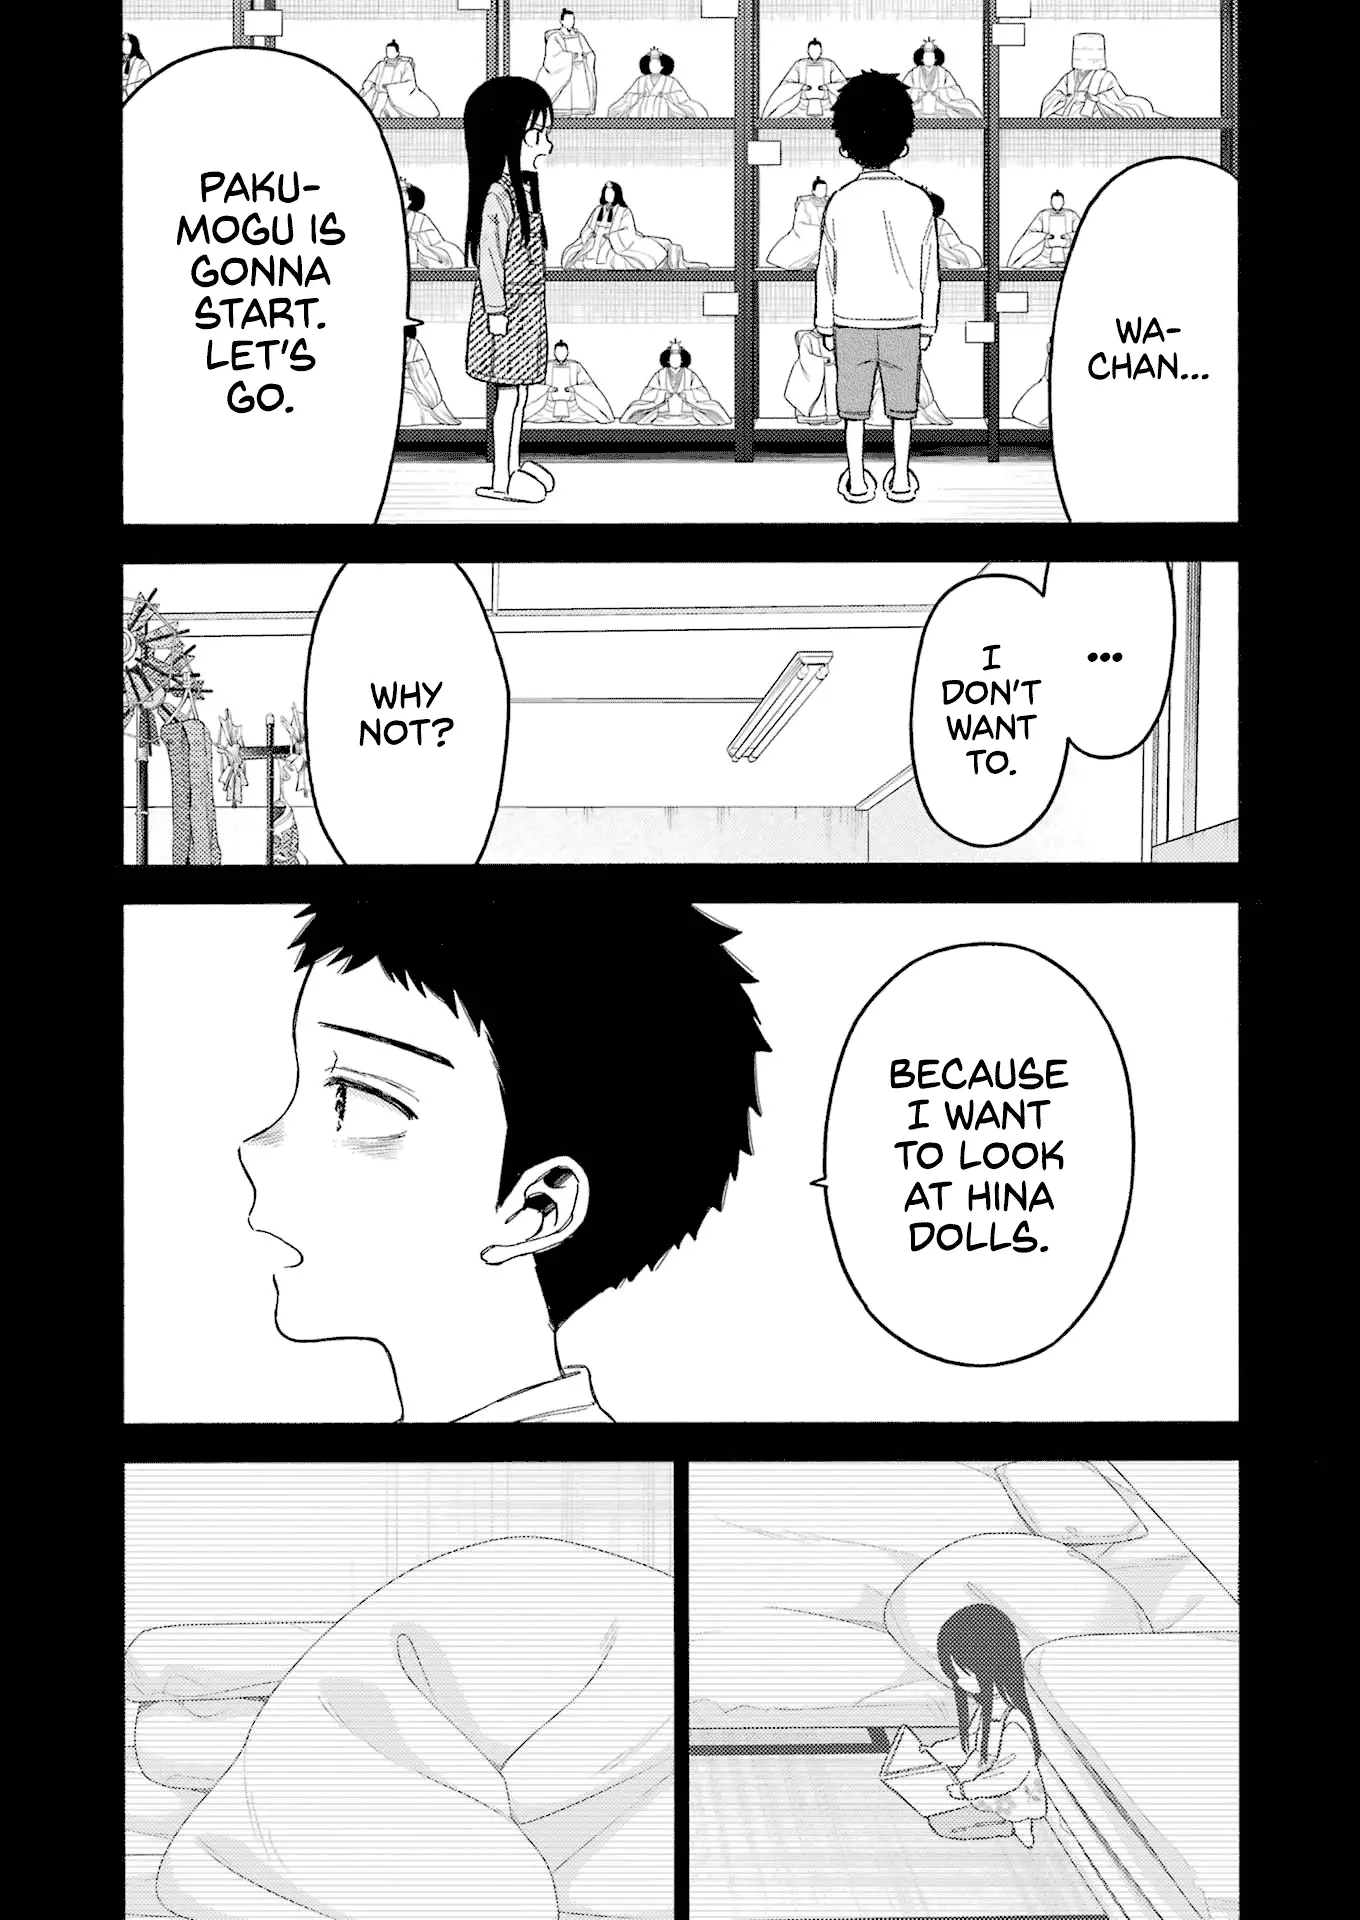 WA-
CHAN...
PAKU-
MOGU IS
GONNA
START.
LET'S
GO.
...
I
DON'T
WANT
TO.
WHY
NOT?
BECAUSE
I WANT
TO LOOK
AT HINA
DOLLS.